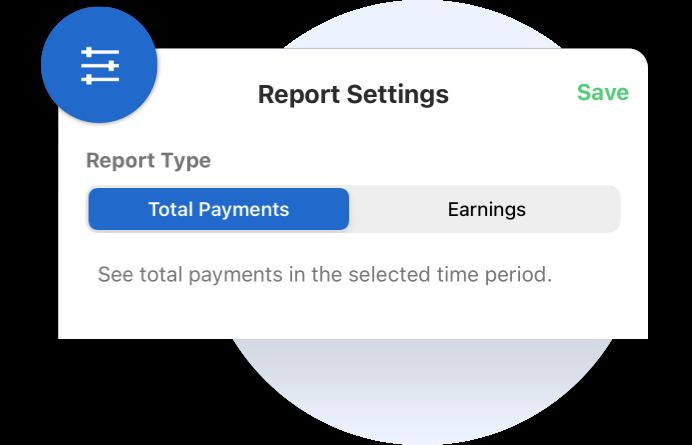 Report Settings
Save
Report Type
Total Payments
Earnings
See total payments in the selected time period.